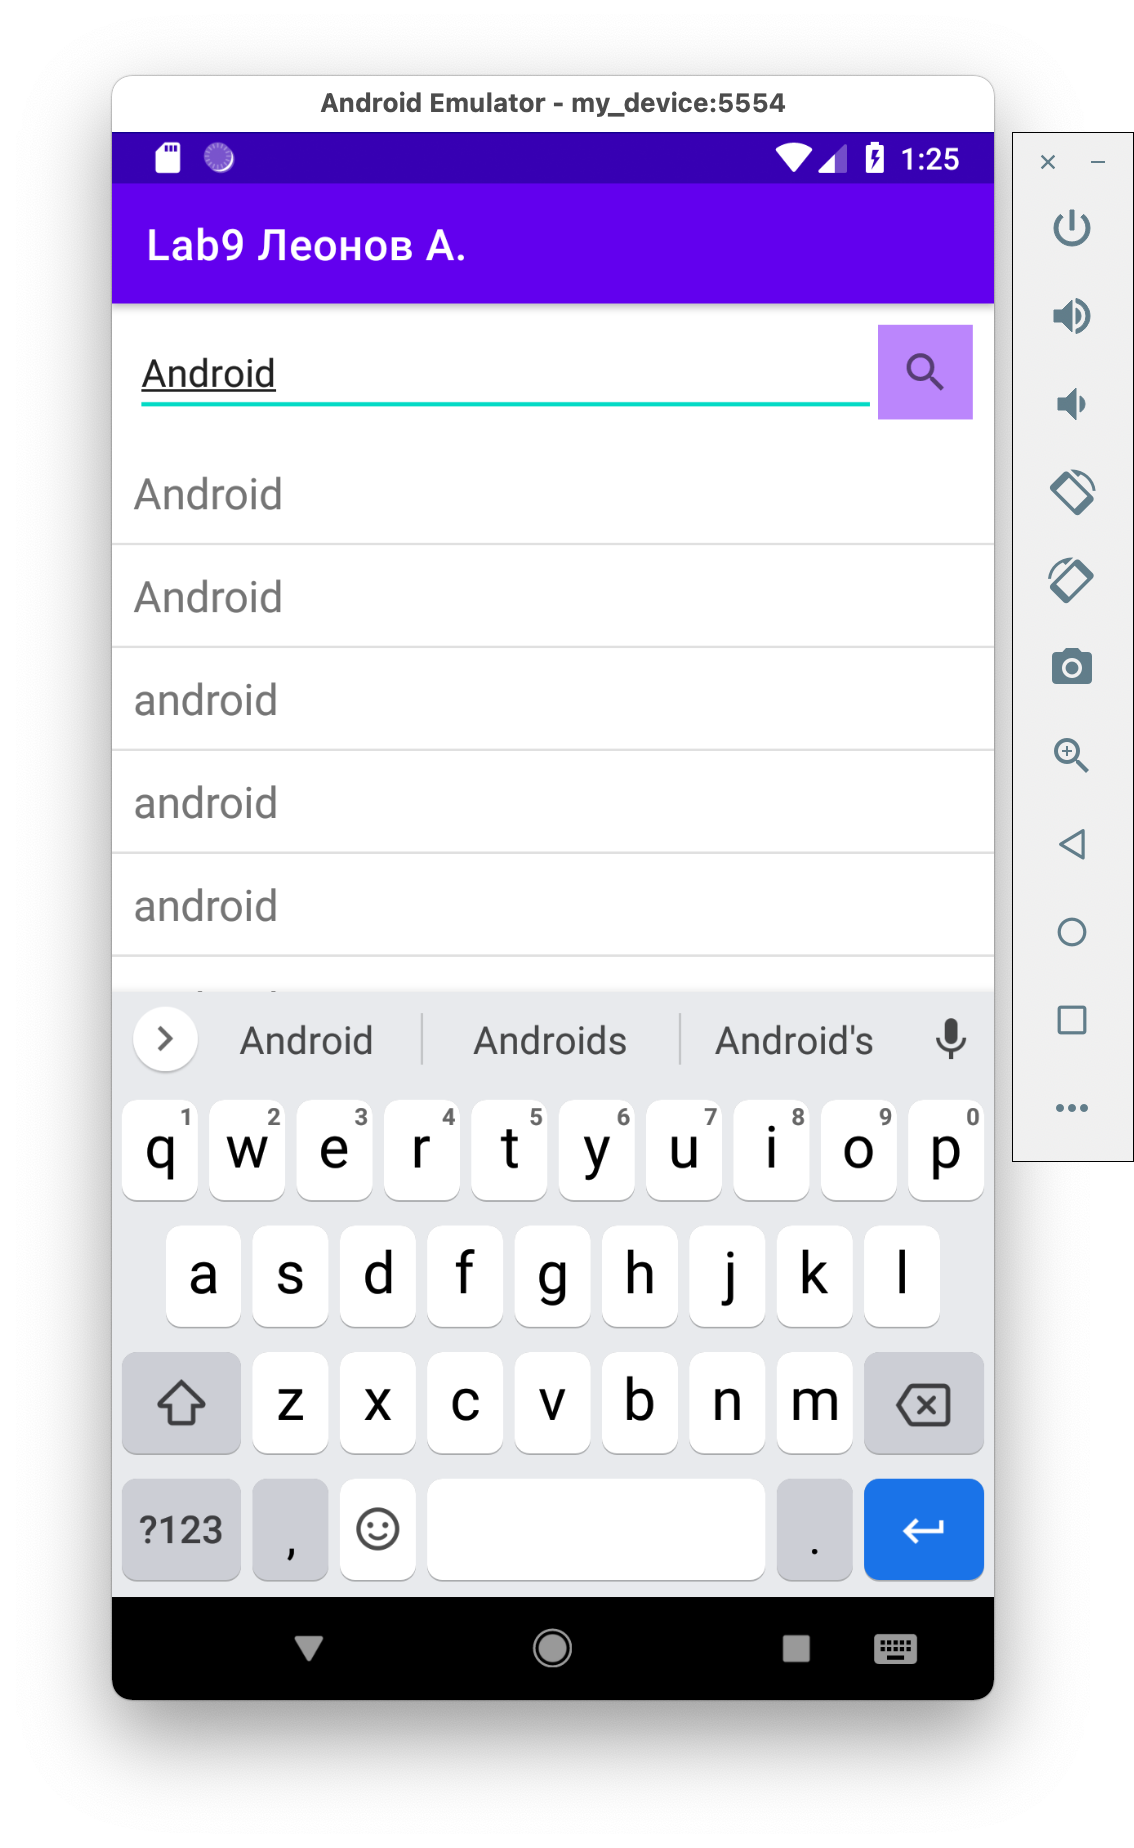 Android Emulator - my_device:5554
1:25
Lab9 Леонов А.
Android
Android
Android
android
android
android
Android Androids Android's
1 2 3 4 5 6 7 8 9 0
q w e r t y u i o p
a s d f g h j k l
z x c v b n m
?123 , .